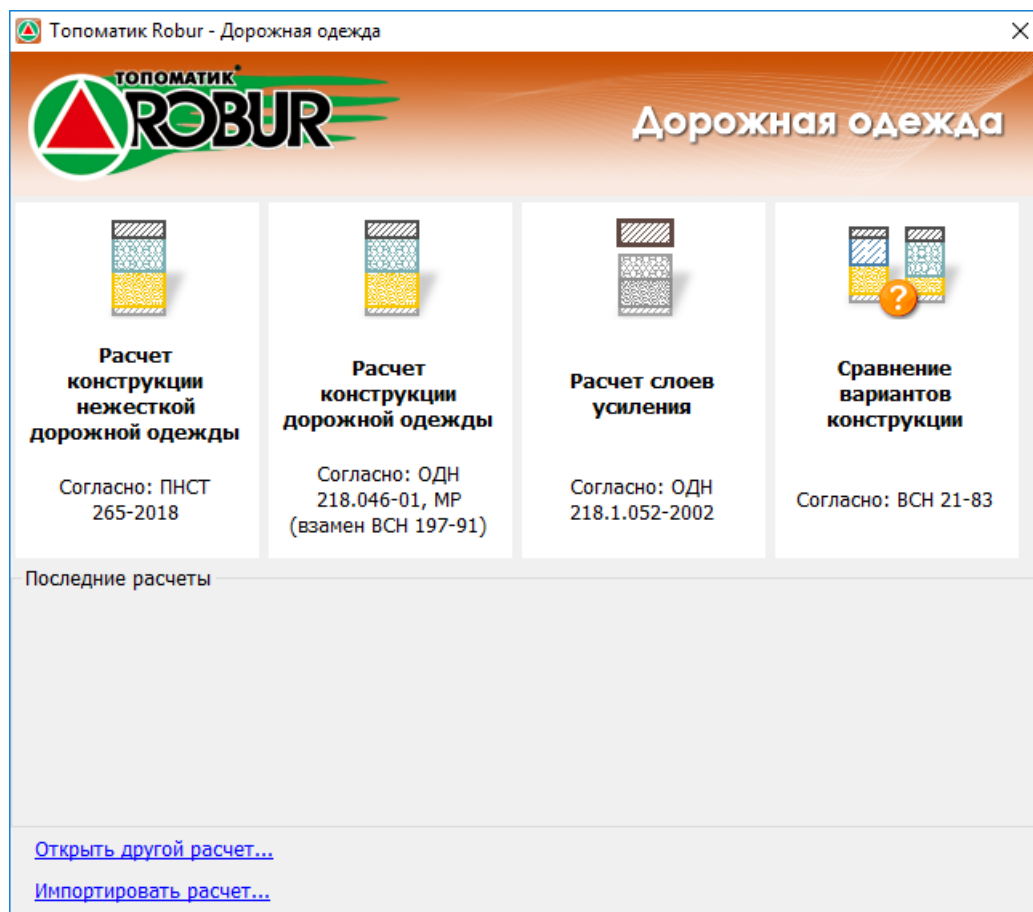 Топоматик Robur - Дорожная одежда
ТОПОМАТИК
ROBUR
Дорожная одежда
Расчет
конструкции
нежесткой
дорожной одежды
Согласно: ПНСТ
265-2018
Расчет
конструкции
дорожной одежды
Согласно: ОДН
218.046-01, МР
(взамен ВСН 197-91)
Расчет слоев
усиления
Согласно: ОДН
218.1.052-2002
Сравнение
вариантов
конструкции
?
Согласно: ВСН 21-83
Последние расчеты
Открыть другой расчет...
Импортировать расчет...